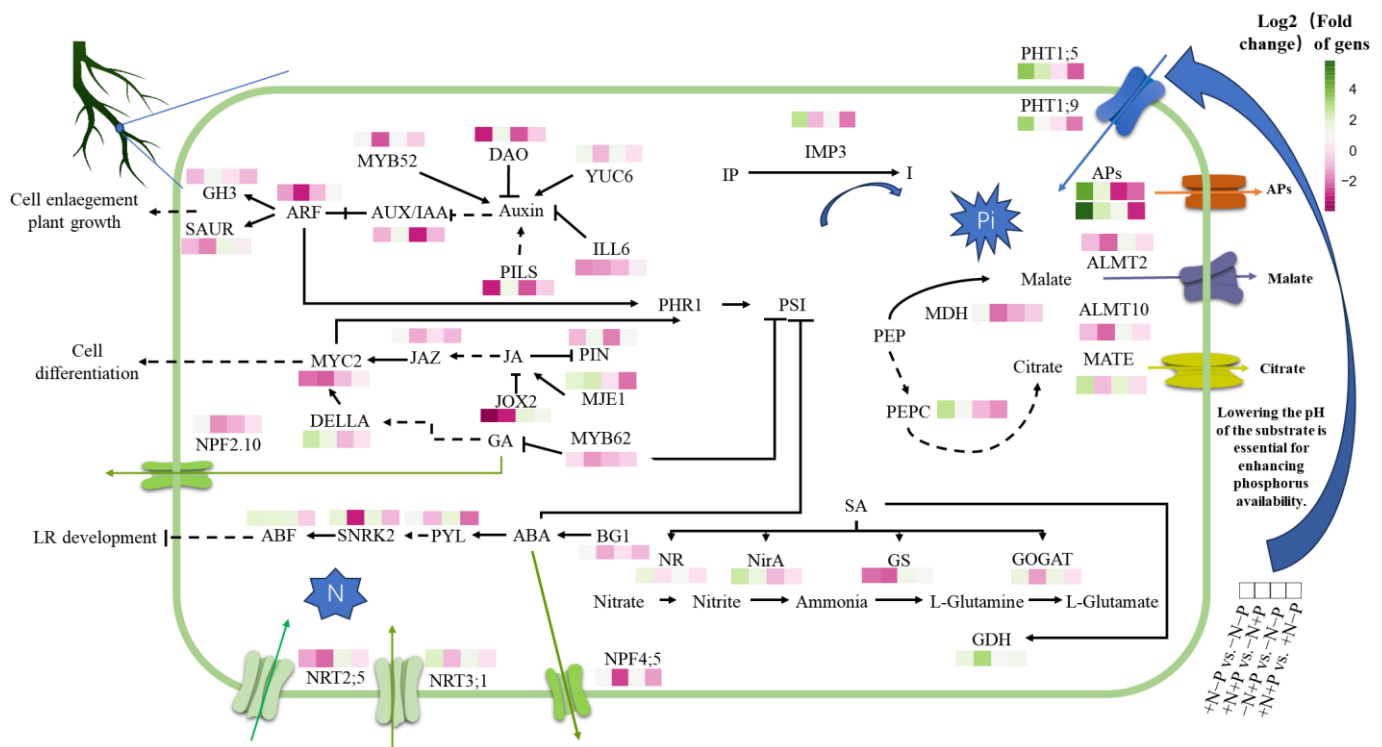 Log2 (Fold
change) of gens
4
2
0
−2
PHT1;5
PHT1;9
IMP3
IP
I
MYB52
DAO
YUC6
GH3
Cell enlaegement
plant growth
ARF
AUX/IAA
Auxin
SAUR
ILL6
PILS
APs
APs
Pi
ALMT2
Malate
Malate
PHR1
PSI
MDH
ALMT10
PEP
Cell
differentiation
MYC2
JAZ
JA
PIN
MATE
Citrate
Citrate
JOX2
MJE1
PEPC
DELLA
NPF2.10
GA
MYB62
Lowering the pH
of the substrate is
essential for
enhancing
phosphorus
availability.
SA
LR development
ABF
SNRK2
PYL
ABA
BG1
NR
NirA
GS
GOGAT
N
Nitrate
Nitrite
Ammonia
L-Glutamine
L-Glutamate
GDH
NRT2;5
NRT3;1
NPF4;5
+N−P vs.−N−P
+N+P vs.−N+P
−N+P vs.−N−P
+N+P vs. +N−P